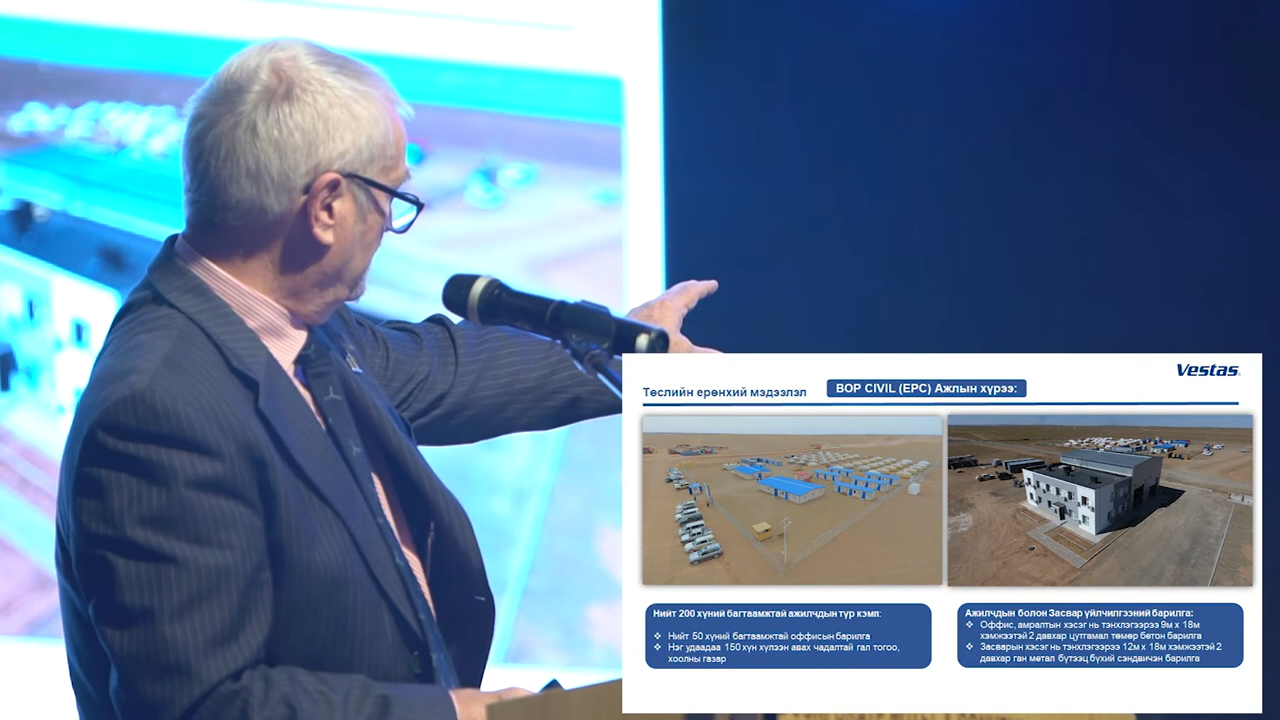 Vestas
Төслийн ерөнхий мэдээлэл
BOP CIVIL (EPC) Ажлын хүрээ:
Нийт 200 хүний багтаамжтай ажилчдын түр кэмп:
❖ Нийт 50 хүний багтаамжтай оффисын барилга
❖ Нэг удаадаа 150 хүн хүлээн авах чадалтай гал тогоо,
хоолны газар
Ажилчдын болон Засвар үйлчилгээний барилга:
❖ Оффис, амралтын хэсэг нь тэнхлэгээрээ 9м x 18м
хэмжээтэй 2 давхар цутгамал төмөр бетон барилга
❖ Засварын хэсэг нь тэнхлэгээрээ 12м x 18м хэмжээтэй 2
давхар ган метал бүтээц бүхий сэндвичэн барилга